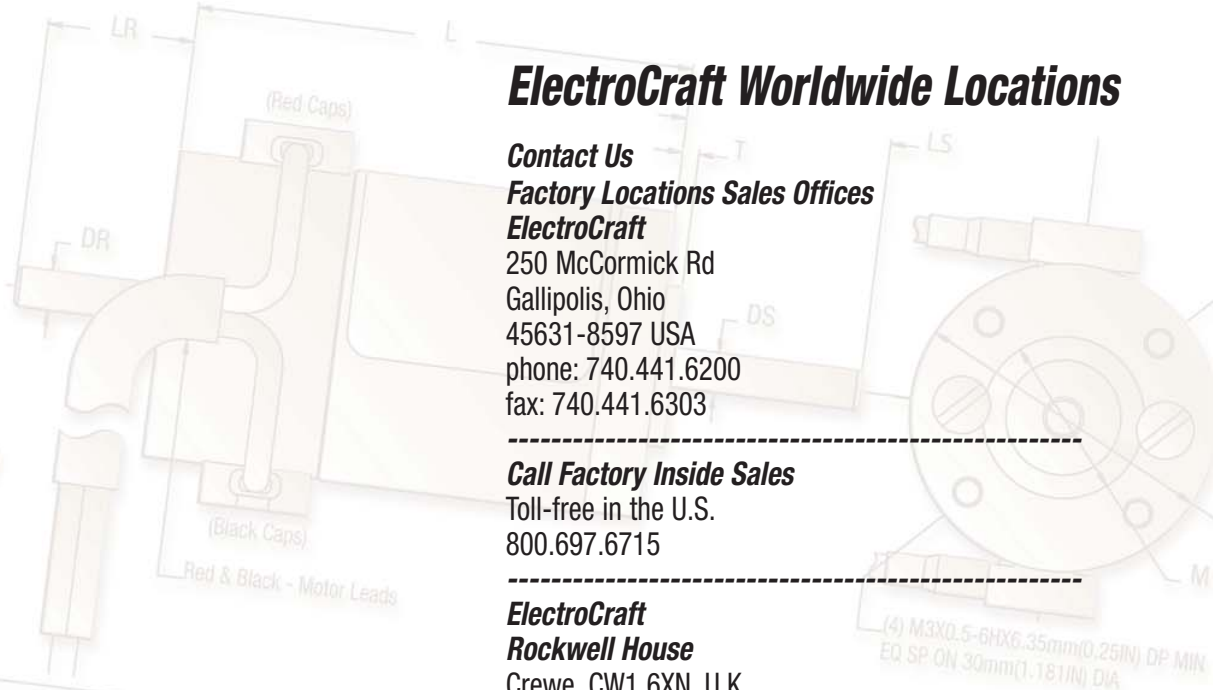 LR
L
ElectroCraft Worldwide Locations
(Red Caps)
T
LS
Contact Us
Factory Locations Sales Offices
ElectroCraft
DR
250 McCormick Rd
Gallipolis, Ohio
DS
45631-8597 USA
phone: 740.441.6200
fax: 740.441.6303
-----------------------------------------------------
Call Factory Inside Sales
Toll-free in the U.S.
(Black Caps)
800.697.6715
Red & Black - Motor Leads
M
-----------------------------------------------------
ElectroCraft
Rockwell House
(4) M3X0.5-6HX6.35mm(0.25IN) DP MIN
EQ SP ON 30mm(1.181IN) DIA
Crewe, CW1 6XN, U.K.